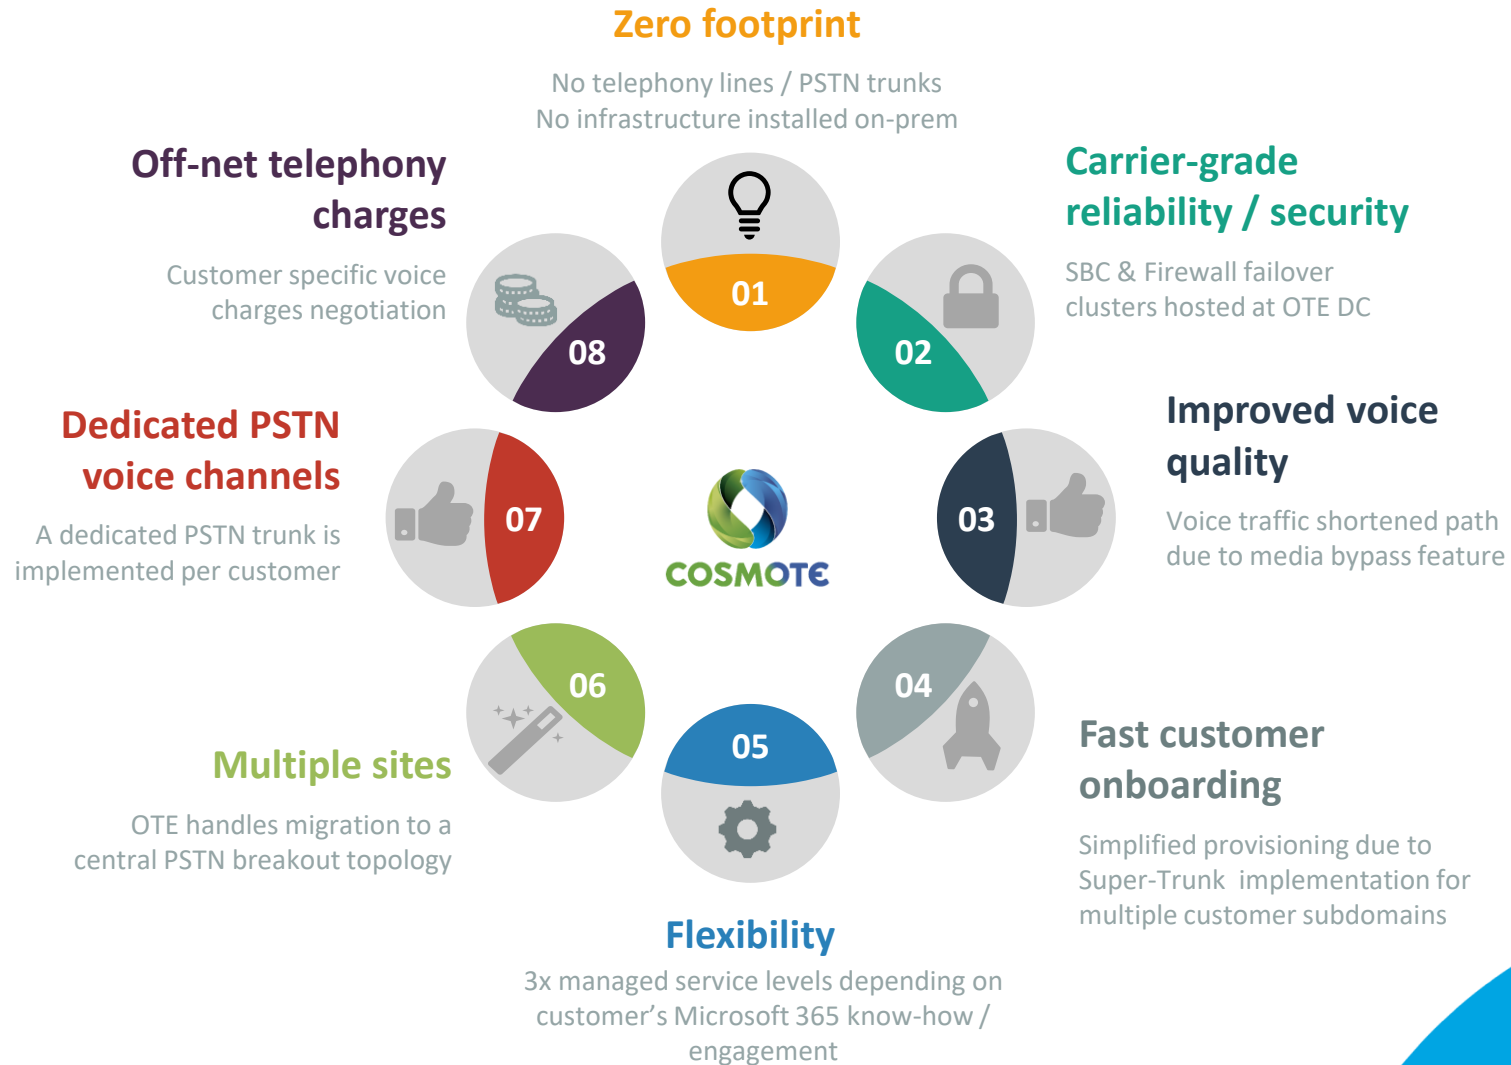 Zero footprint
No telephony lines / PSTN trunks
No infrastructure installed on-prem
01
Carrier-grade
reliability / security
SBC & Firewall failover
clusters hosted at OTE DC
02
Improved voice
quality
Voice traffic shortened path
due to media bypass feature
03
Fast customer
onboarding
Simplified provisioning due to
Super-Trunk implementation for
multiple customer subdomains
04
05
Flexibility
3x managed service levels depending on
customer’s Microsoft 365 know-how /
engagement
06
Multiple sites
OTE handles migration to a
central PSTN breakout topology
07
Dedicated PSTN
voice channels
A dedicated PSTN trunk is
implemented per customer
08
Off-net telephony
charges
Customer specific voice
charges negotiation
COSMOTE